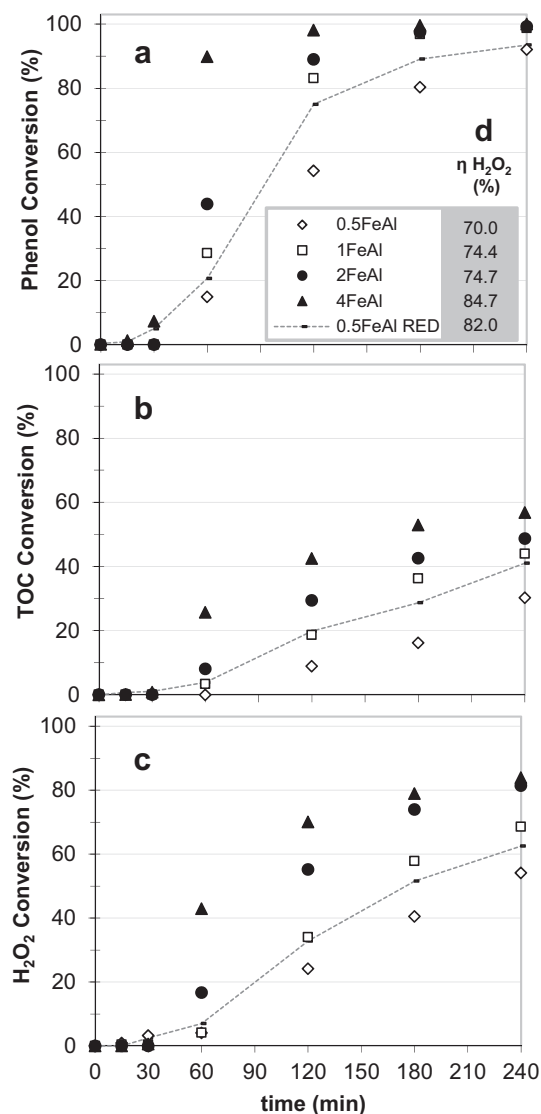 100
80
60
40
20
0
Phenol Conversion (%)
a
d
η H₂O₂
(%)
0.5FeAl 70.0
1FeAl 74.4
2FeAl 74.7
4FeAl 84.7
0.5FeAl RED 82.0
100
80
60
40
20
0
TOC Conversion (%)
b
100
80
60
40
20
0
H₂O₂ Conversion (%)
c
0 30 60 90 120 150 180 210 240
time (min)